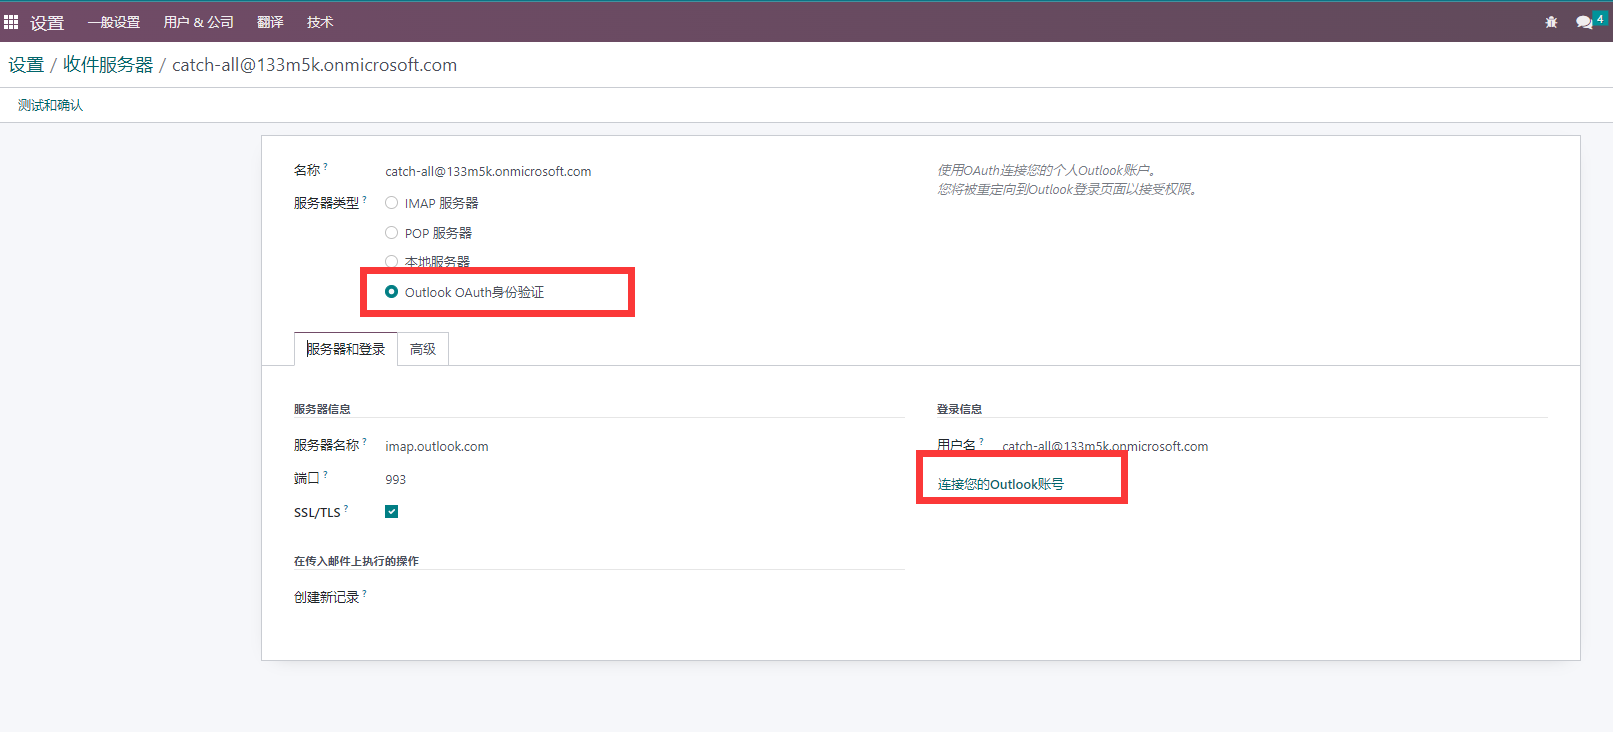 设置 一般设置 用户 & 公司 翻译 技术 4
设置 / 收件服务器 / catch-all@133m5k.onmicrosoft.com
测试和确认
名称 ? catch-all@133m5k.onmicrosoft.com
使用OAuth连接您的个人Outlook账户。
您将被重定向到Outlook登录页面以接受权限。
服务器类型 ? IMAP 服务器
POP 服务器
本地服务器
Outlook OAuth身份验证
服务器和登录 高级
服务器信息
服务器名称 ? imap.outlook.com
端口 ? 993
SSL/TLS ?
登录信息
用户名 ? catch-all@133m5k.onmicrosoft.com
连接您的Outlook账号
在传入邮件上执行的操作
创建新记录 ?